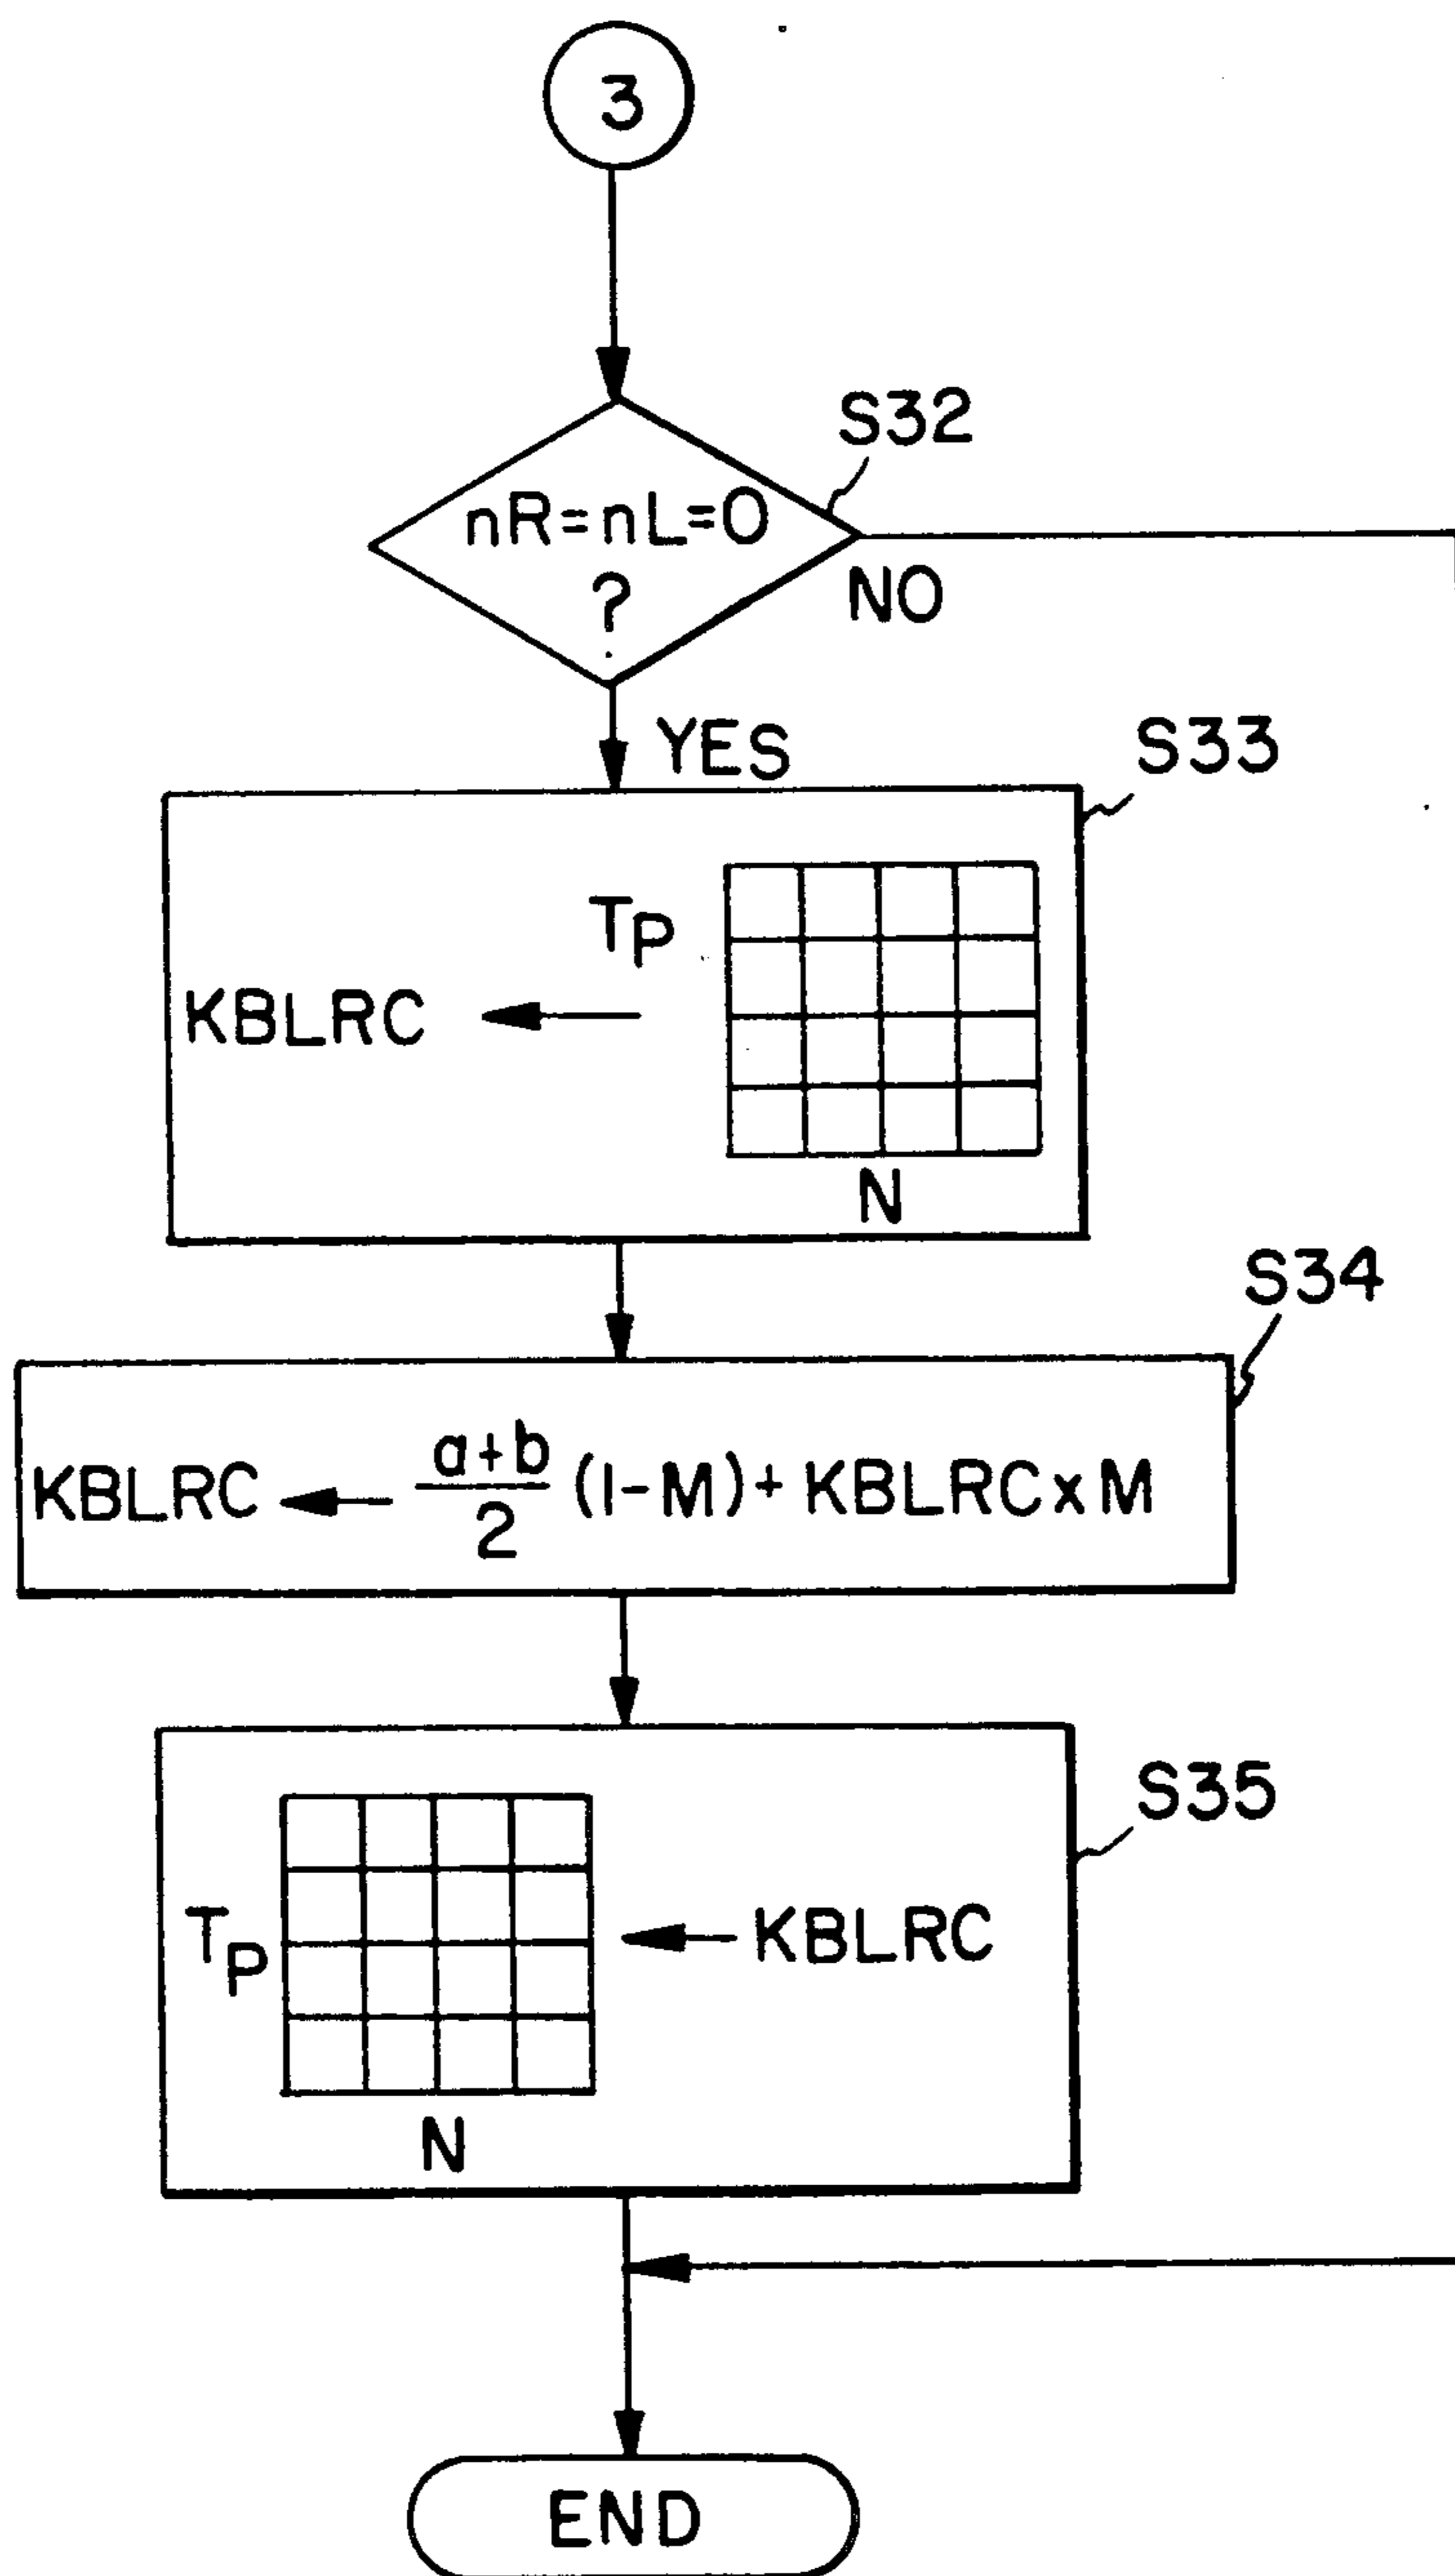 3
S32
nR=nL=0
?
NO
YES
S33
TP
KBLRC
N
S34
KBLRC a+b/2 (1-M)+KBLRC×M
S35
TP
KBLRC
N
END